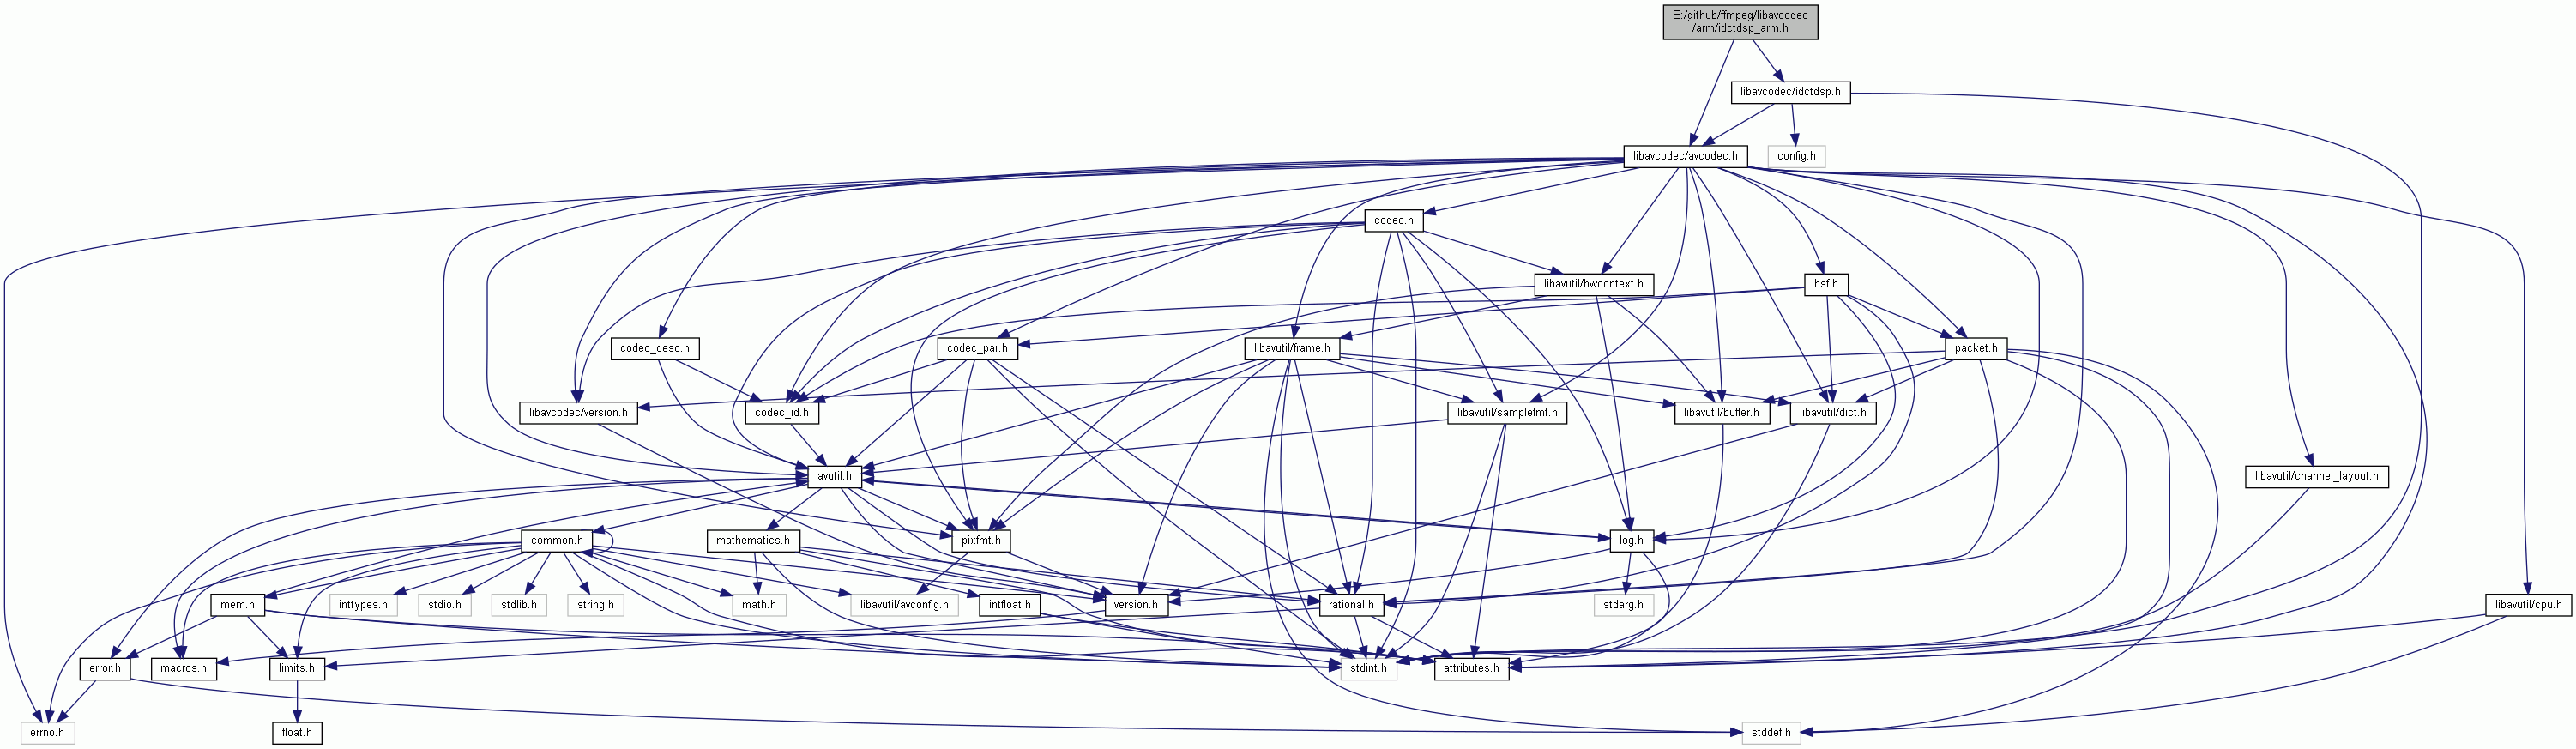 E:/github/ffmpeg/libavcodec
/arm/idctdsp_arm.h
libavcodec/idctdsp.h
libavcodec/avcodec.h
config.h
codec.h
libavutil/hwcontext.h
bsf.h
codec_desc.h
codec_par.h
libavutil/frame.h
packet.h
libavcodec/version.h
codec_id.h
libavutil/samplefmt.h
libavutil/buffer.h
libavutil/dict.h
avutil.h
libavutil/channel_layout.h
common.h
mathematics.h
pixfmt.h
log.h
mem.h
inttypes.h
stdio.h
stdlib.h
string.h
math.h
libavutil/avconfig.h
intfloat.h
version.h
rational.h
stdarg.h
libavutil/cpu.h
error.h
macros.h
limits.h
stdint.h
attributes.h
errno.h
float.h
stddef.h